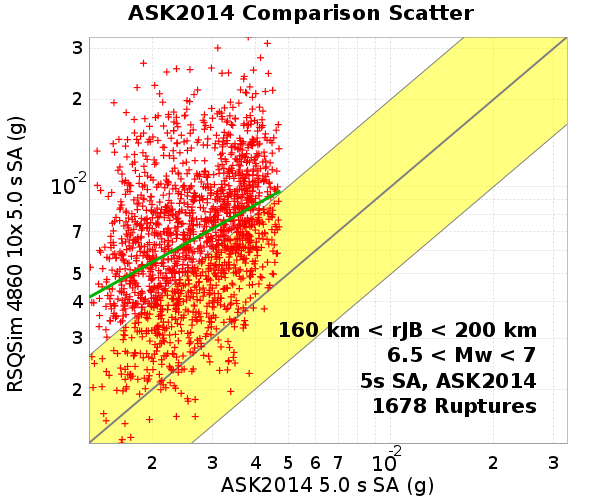 ASK2014 Comparison Scatter
RSQSim 4860 10x 5.0 s SA (g)
3
2
10⁻²
7
5
4
3
2
160 km < rJB < 200 km
6.5 < Mw < 7
5s SA, ASK2014
1678 Ruptures
2 3 4 5 6 7 10⁻² 2 3
ASK2014 5.0 s SA (g)